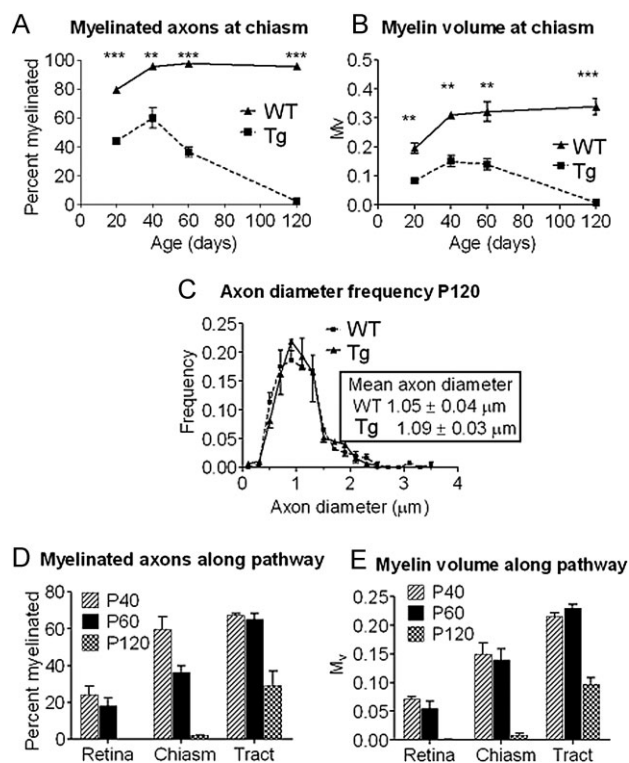 A Myelinated axons at chiasm
*** ** *** ***
100
80
60
40
20
0
Percent myelinated
WT
Tg
0 20 40 60 80 100 120
Age (days)
B Myelin volume at chiasm
** ** ** ***
0.5
0.4
0.3
0.2
0.1
0.0
Mv
WT
Tg
0 20 40 60 80 100 120
Age (days)
C Axon diameter frequency P120
0.25
0.20
0.15
0.10
0.05
0.00
Frequency
WT
Tg
Mean axon diameter
WT 1.05 ± 0.04 μm
Tg 1.09 ± 0.03 μm
0 1 2 3 4
Axon diameter (μm)
D Myelinated axons along pathway
80
60
40
20
0
Percent myelinated
P40
P60
P120
Retina Chiasm Tract
E Myelin volume along pathway
0.25
0.20
0.15
0.10
0.05
0.00
Mv
P40
P60
P120
Retina Chiasm Tract